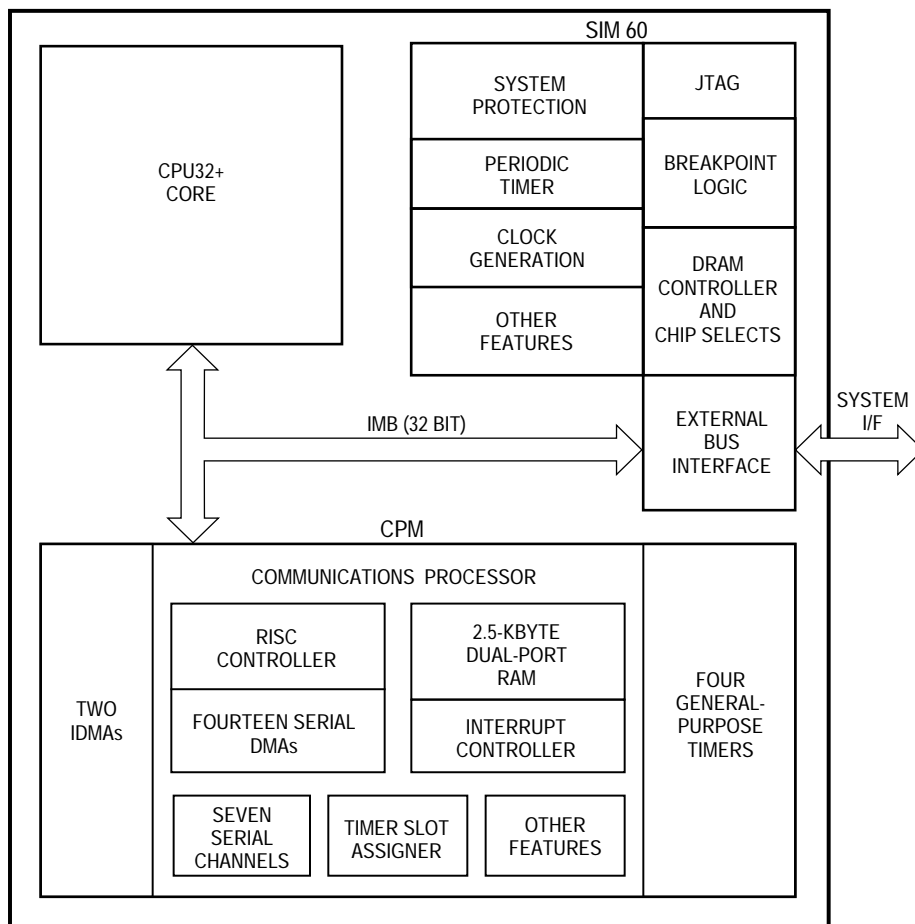 SIM 60
CPU32+
CORE
SYSTEM
PROTECTION
PERIODIC
TIMER
CLOCK
GENERATION
OTHER
FEATURES
JTAG
BREAKPOINT
LOGIC
DRAM
CONTROLLER
AND
CHIP SELECTS
EXTERNAL
BUS
INTERFACE
SYSTEM
I/F
IMB (32 BIT)
CPM
TWO
IDMAs
COMMUNICATIONS PROCESSOR
RISC
CONTROLLER
FOURTEEN SERIAL
DMAs
2.5-KBYTE
DUAL-PORT
RAM
INTERRUPT
CONTROLLER
SEVEN
SERIAL
CHANNELS
TIMER SLOT
ASSIGNER
OTHER
FEATURES
FOUR
GENERAL-
PURPOSE
TIMERS